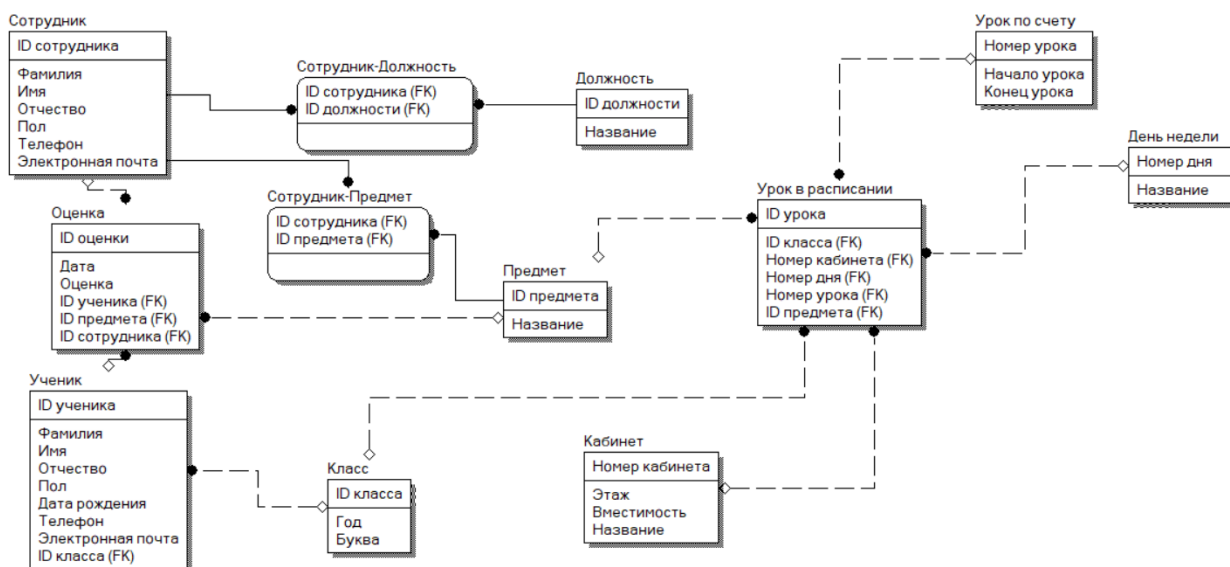 Сотрудник
ID сотрудника
Фамилия
Имя
Отчество
Пол
Телефон
Электронная почта
Сотрудник-Должность
ID сотрудника (FK)
ID должности (FK)
Должность
ID должности
Название
Урок по счету
Номер урока
Начало урока
Конец урока
День недели
Номер дня
Название
Сотрудник-Предмет
ID сотрудника (FK)
ID предмета (FK)
Урок в расписании
ID урока
ID класса (FK)
Номер кабинета (FK)
Номер дня (FK)
Номер урока (FK)
ID предмета (FK)
Оценка
ID оценки
Дата
Оценка
ID ученика (FK)
ID предмета (FK)
ID сотрудника (FK)
Предмет
ID предмета
Название
Ученик
ID ученика
Фамилия
Имя
Отчество
Пол
Дата рождения
Телефон
Электронная почта
ID класса (FK)
Класс
ID класса
Год
Буква
Кабинет
Номер кабинета
Этаж
Вместимость
Название